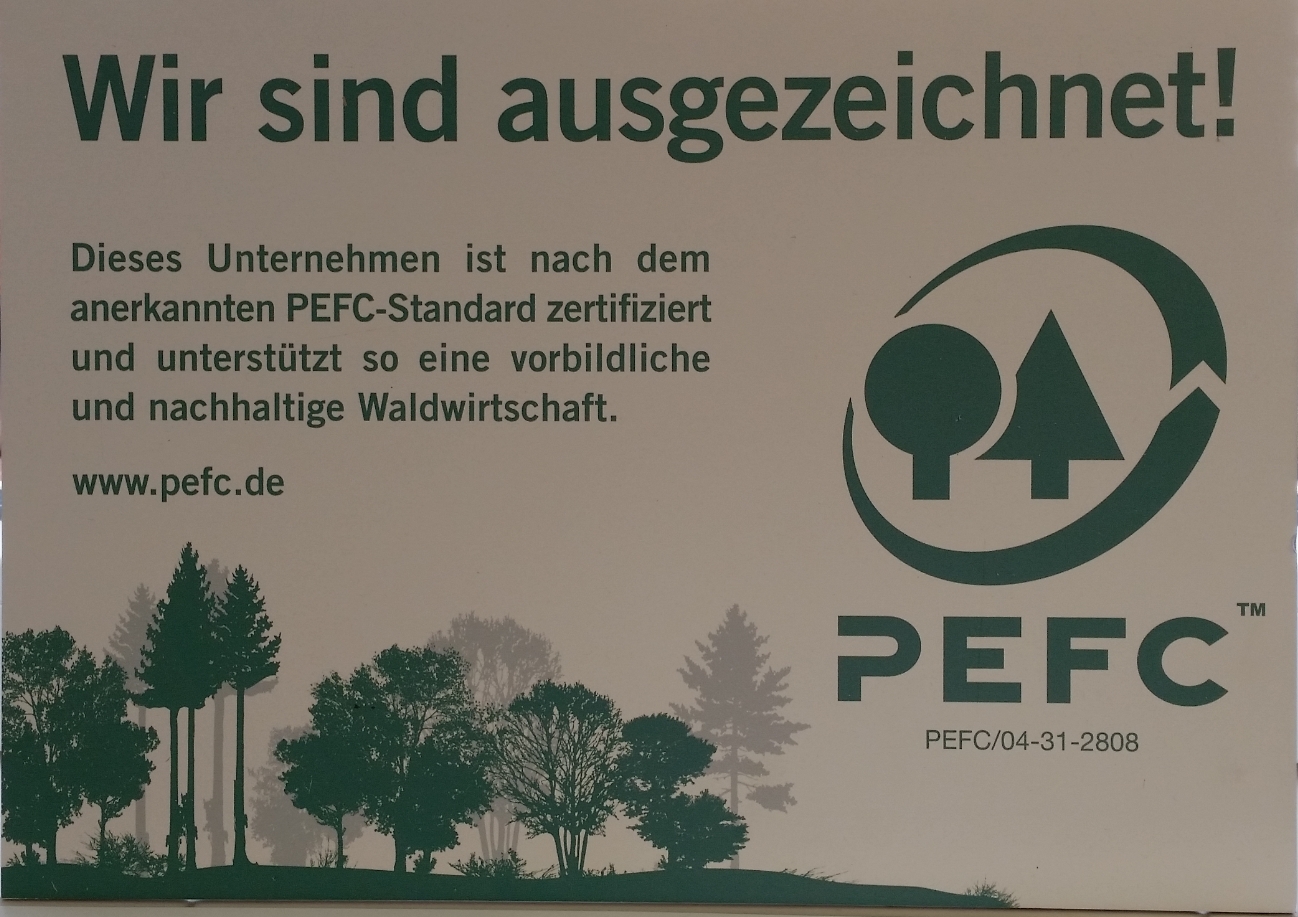 Wir sind ausgezeichnet!
Dieses Unternehmen ist nach dem
anerkannten PEFC-Standard zertifiziert
und unterstützt so eine vorbildliche
und nachhaltige Waldwirtschaft.
www.pefc.de
PEFC™
PEFC/04-31-2808